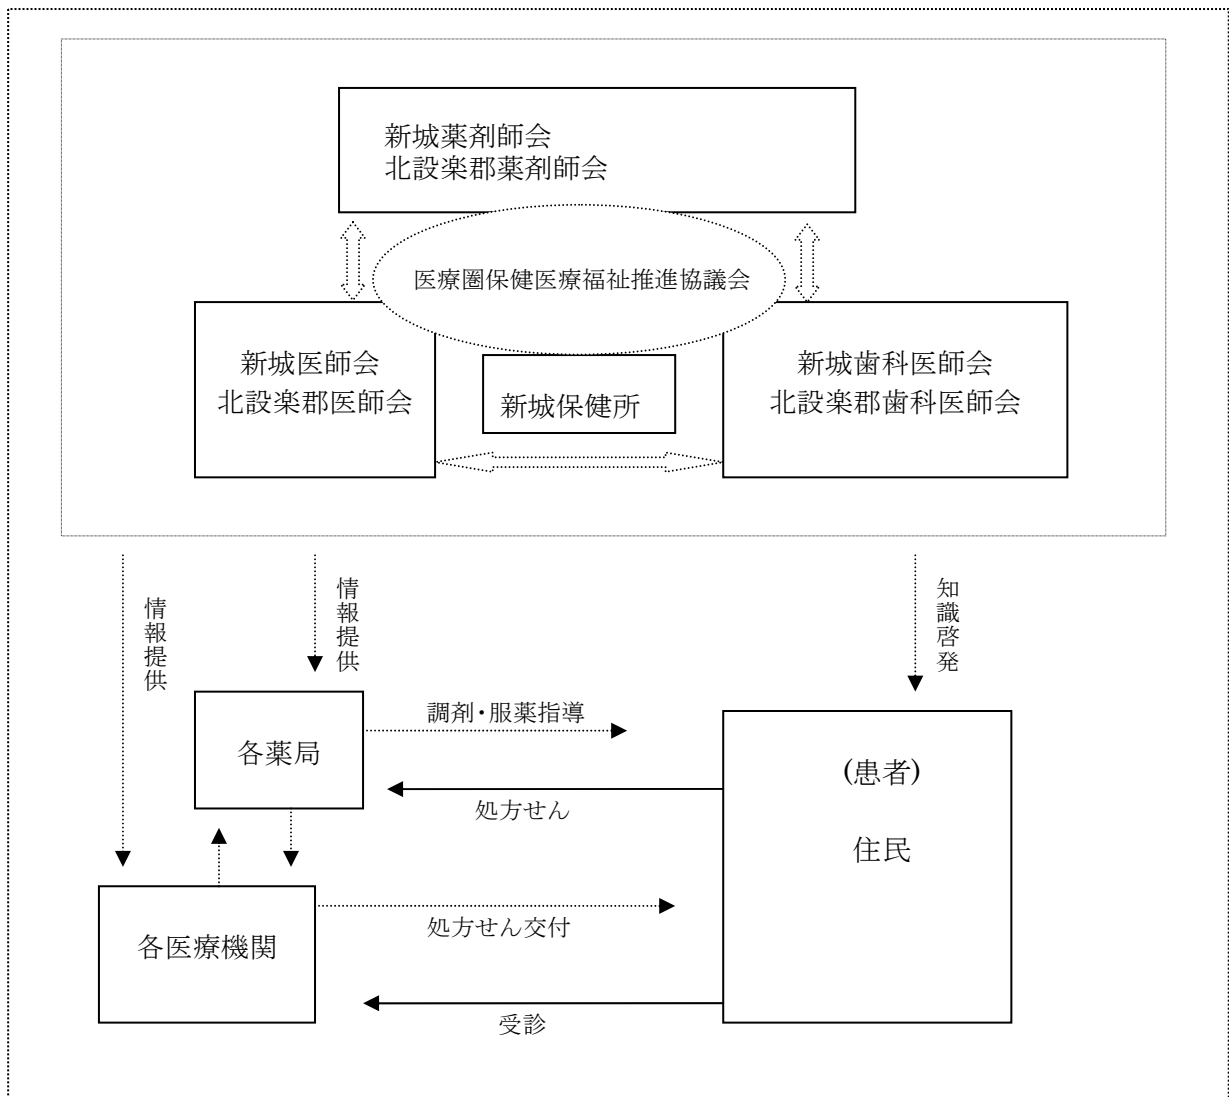 新城薬剤師会
北設楽郡薬剤師会
医療圏保健医療福祉推進協議会
新城医師会
北設楽郡医師会
新城保健所
新城歯科医師会
北設楽郡歯科医師会
情報提供
情報提供
知識啓発
各薬局
調剤・服薬指導
処方せん
(患者)
住民
各医療機関
処方せん交付
受診